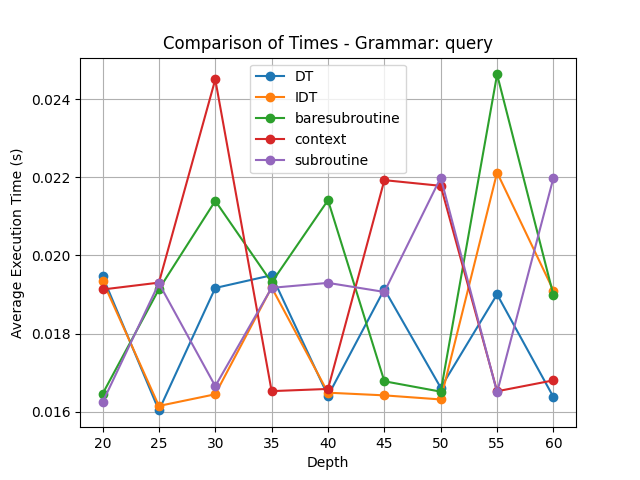 Comparison of Times - Grammar: query
DT
IDT
baresubroutine
context
subroutine
Average Execution Time (s)
0.024
0.022
0.020
0.018
0.016
20 25 30 35 40 45 50 55 60
Depth